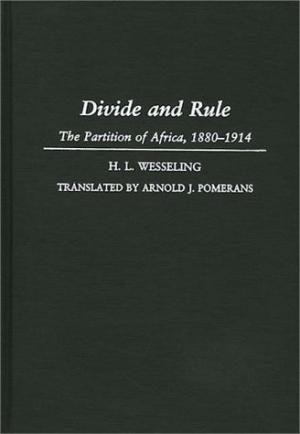 Divide and Rule
The Partition of Africa, 1880–1914
H. L. WESSELING
TRANSLATED BY ARNOLD J. POMERANS